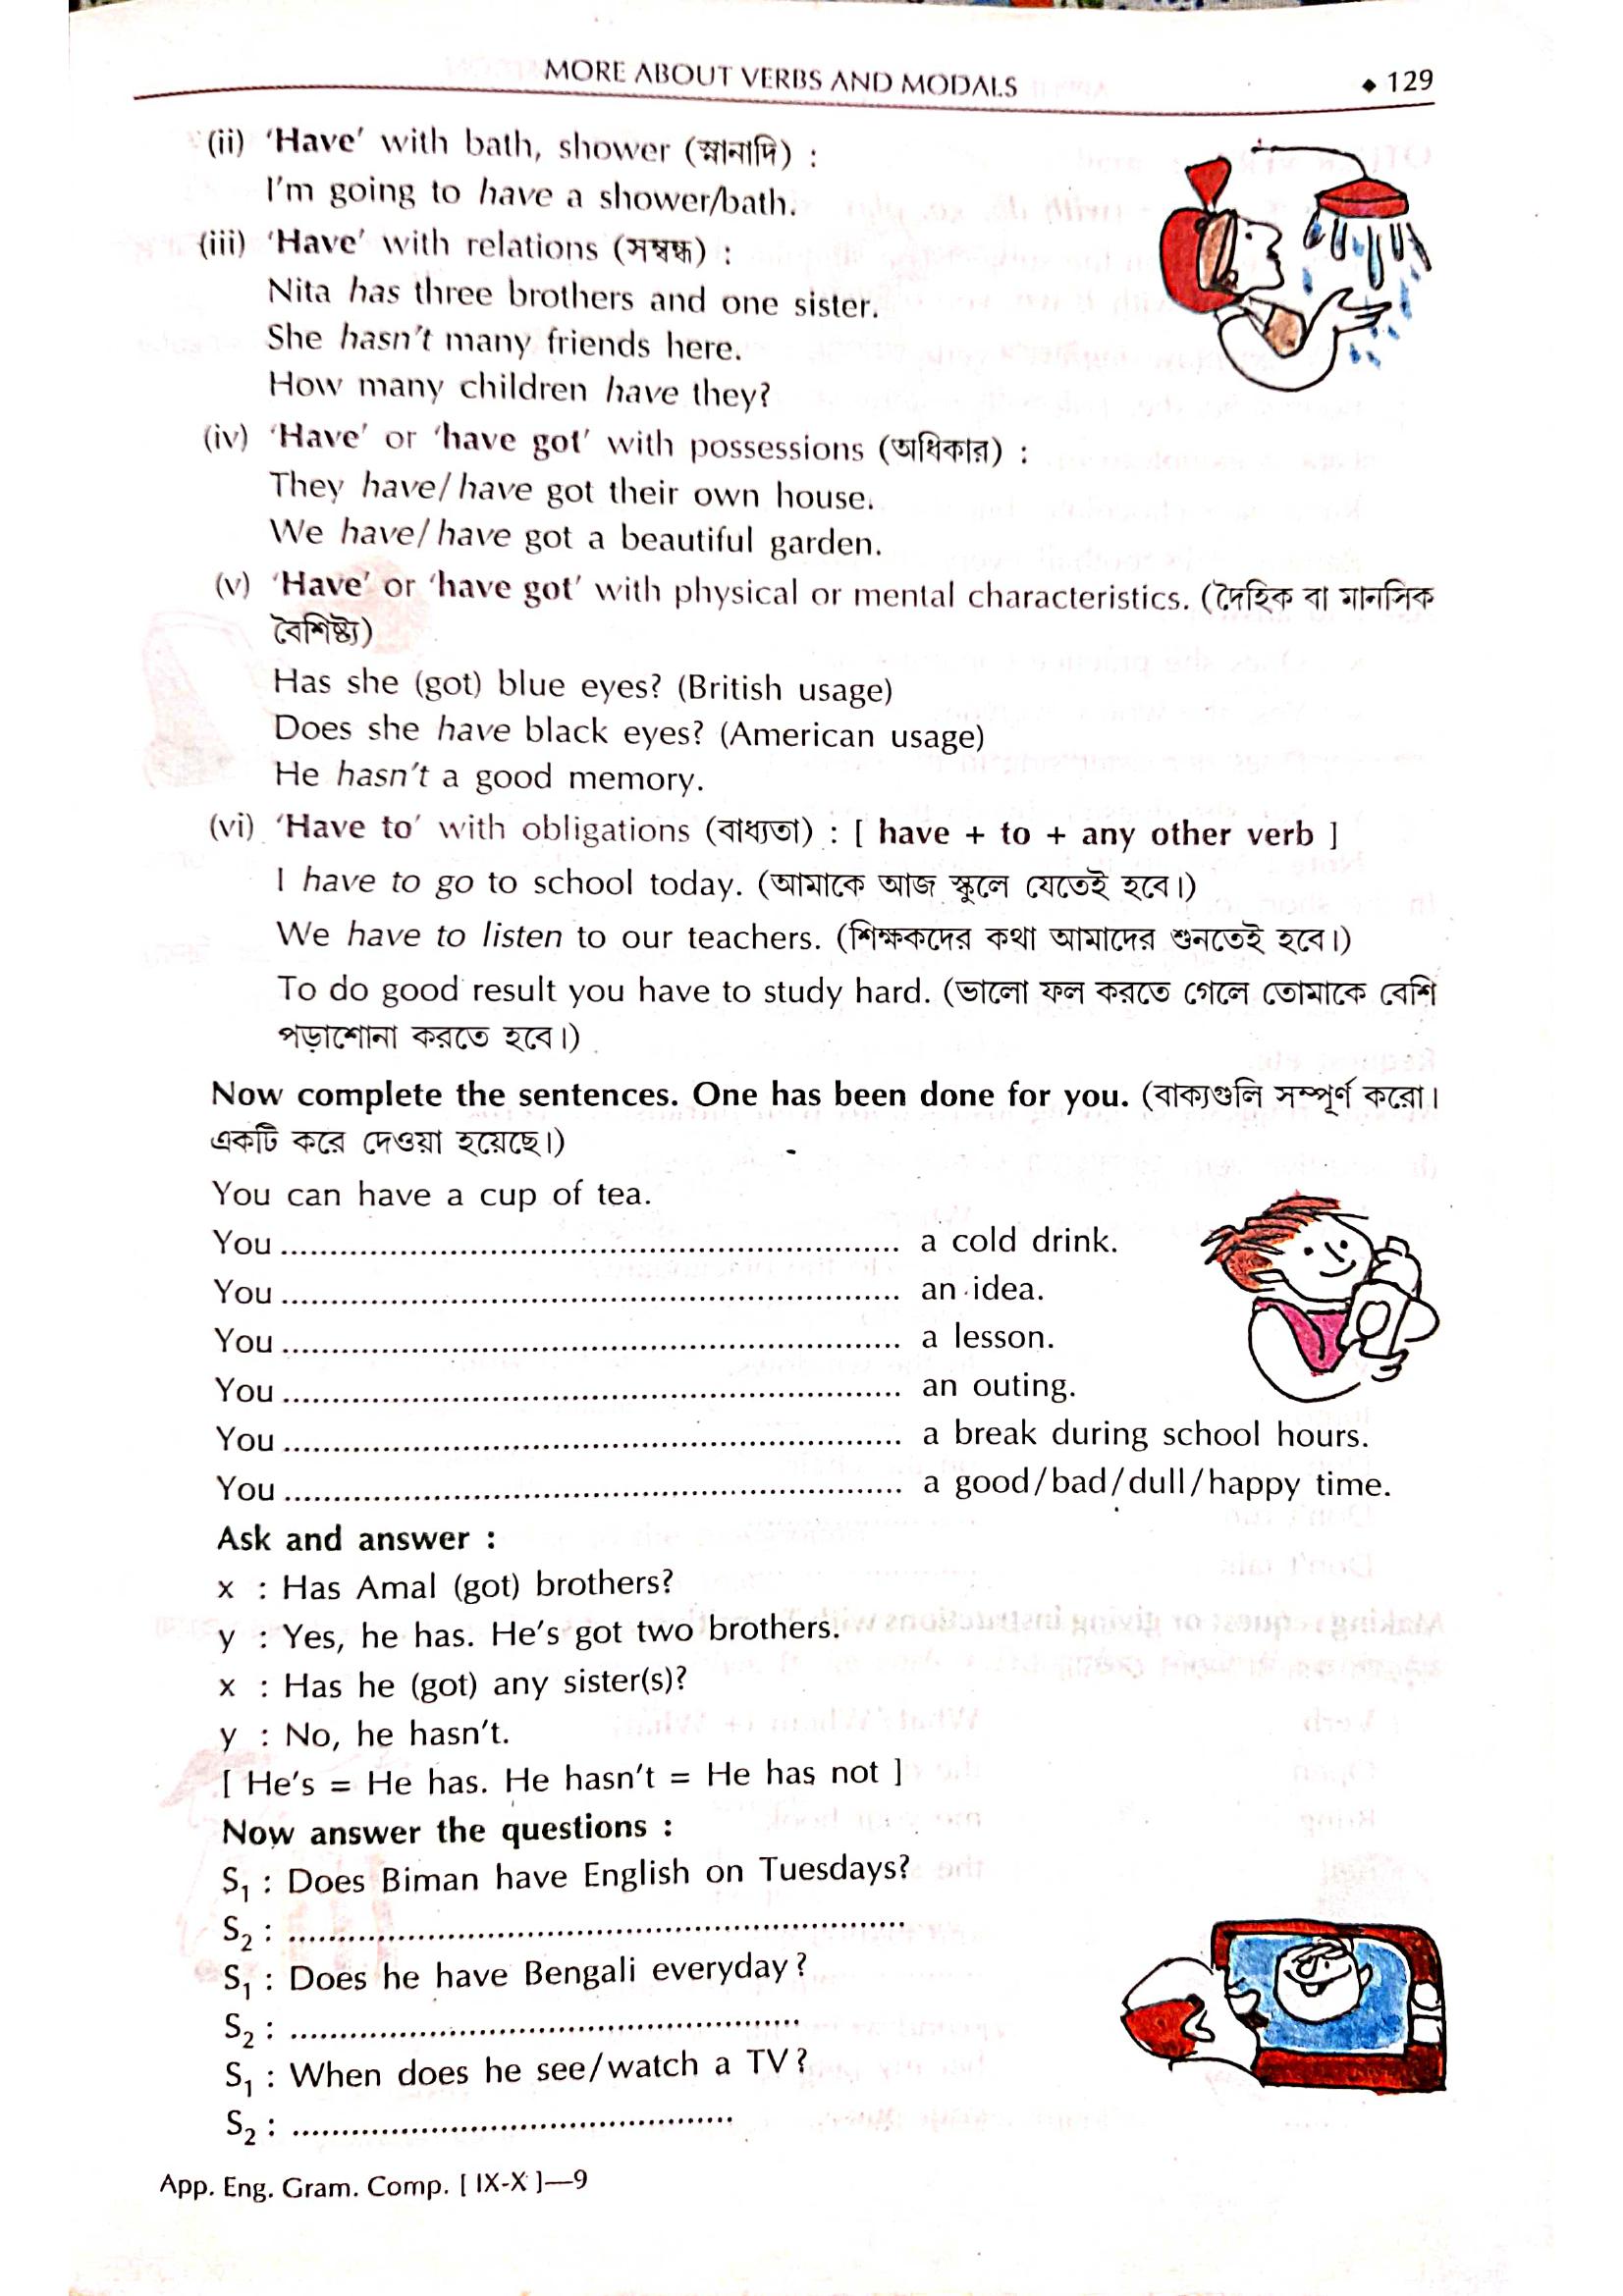 MORE ABOUT VERBS AND MODALS ◆ 129
(ii) ‘Have’ with bath, shower (স্নানাদি) :
I’m going to have a shower/bath.
(iii) ‘Have’ with relations (সম্বন্ধ) :
Nita has three brothers and one sister.
She hasn’t many friends here.
How many children have they?
(iv) ‘Have’ or ‘have got’ with possessions (অধিকার) :
They have/have got their own house.
We have/have got a beautiful garden.
(v) ‘Have’ or ‘have got’ with physical or mental characteristics. (দৈহিক বা মানসিক
বৈশিষ্ট্য)
Has she (got) blue eyes? (British usage)
Does she have black eyes? (American usage)
He hasn’t a good memory.
(vi) ‘Have to’ with obligations (বাধ্যতা) : [ have + to + any other verb ]
I have to go to school today. (আমাকে আজ স্কুলে যেতেই হবে।)
We have to listen to our teachers. (শিক্ষকদের কথা আমাদের শুনতেই হবে।)
To do good result you have to study hard. (ভালো ফল করতে গেলে তোমাকে বেশি
পড়াশোনা করতে হবে।)
Now complete the sentences. One has been done for you. (বাক্যগুলি সম্পূর্ণ করো।
একটি করে দেওয়া হয়েছে।)
You can have a cup of tea.
You .............................................................. a cold drink.
You .............................................................. an idea.
You .............................................................. a lesson.
You .............................................................. an outing.
You .............................................................. a break during school hours.
You .............................................................. a good/bad/dull/happy time.
Ask and answer :
x : Has Amal (got) brothers?
y : Yes, he has. He’s got two brothers.
x : Has he (got) any sister(s)?
y : No, he hasn’t.
[ He’s = He has. He hasn’t = He has not ]
Now answer the questions :
S₁ : Does Biman have English on Tuesdays?
S₂ : ..............................................................
S₁ : Does he have Bengali everyday?
S₂ : ...................................................
S₁ : When does he see/watch a TV?
S₂ : ............................................
App. Eng. Gram. Comp. [ IX-X ]—9